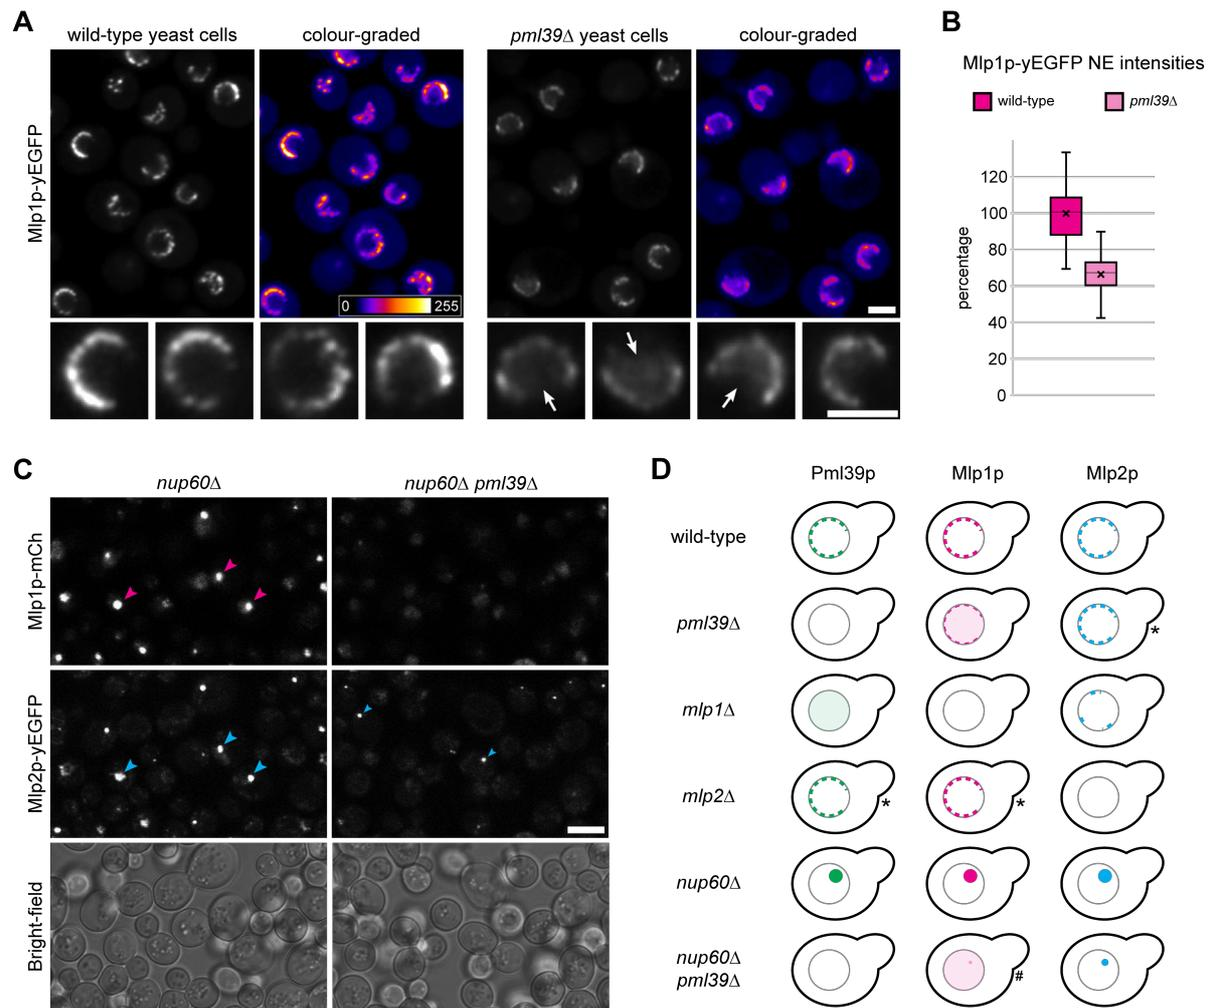 A
wild-type yeast cells
colour-graded
pml39Δ yeast cells
colour-graded
Mlp1p-yEGFP
0
255
B
Mlp1p-yEGFP NE intensities
wild-type
pml39Δ
percentage
120
100
80
60
40
20
0
C
nup60Δ
nup60Δ pml39Δ
Mlp1p-mCh
Mlp2p-yEGFP
Bright-field
D
Pml39p
Mlp1p
Mlp2p
wild-type
pml39Δ
*
mlp1Δ
mlp2Δ
*
*
nup60Δ
nup60Δ
pml39Δ
#